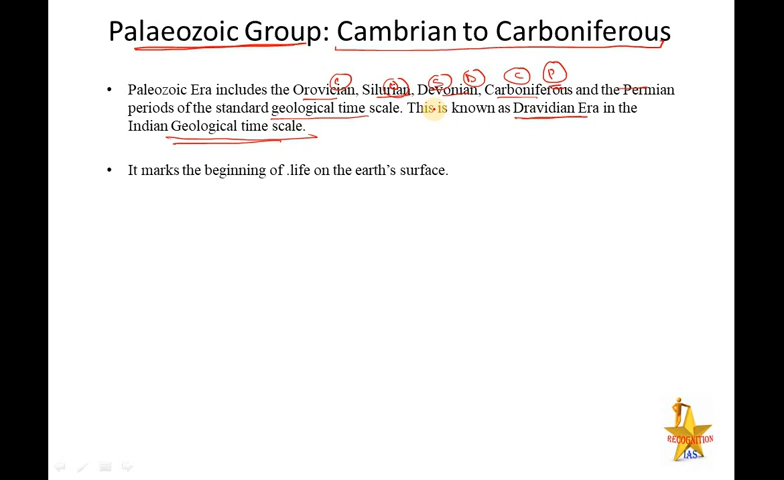 Palaeozoic Group: Cambrian to Carboniferous
C O S D C P
• Paleozoic Era includes the Orovician, Silurian, Devonian, Carboniferous and the Permian
periods of the standard geological time scale. This is known as Dravidian Era in the
Indian Geological time scale.
• It marks the beginning of .life on the earth's surface.
RECOGNITION
IAS